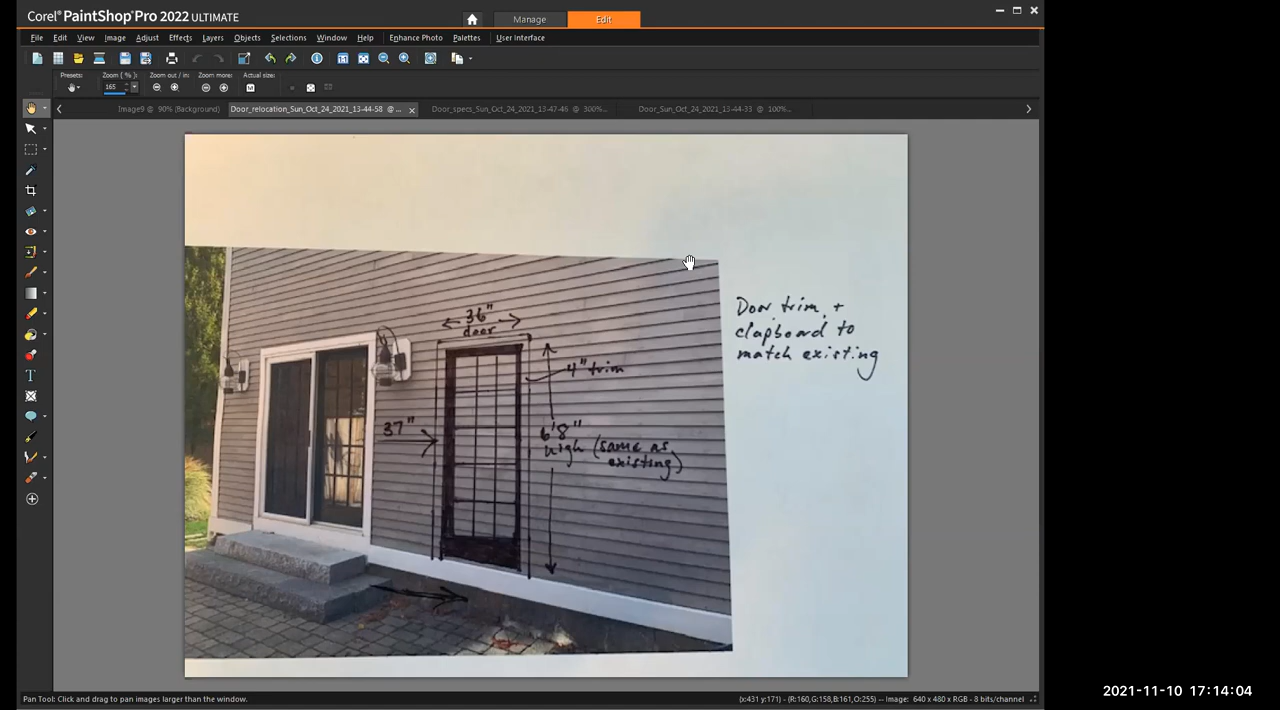 Corel® PaintShop® Pro 2022 ULTIMATE
Manage
Edit
File Edit View Image Adjust Effects Layers Objects Selections Window Help Enhance Photo Palettes User Interface
Presets: Zoom ( % ): Zoom out / in: Zoom more: Actual size:
165
Image9 @ 90% (Background)
Door_relocation_Sun_Oct_24_2021_13-44-58 @ ...
Door_specs_Sun_Oct_24_2021_13-47-46 @ 300%...
Door_Sun_Oct_24_2021_13-44-33 @ 100%...
36"
door
4" trim
37"
6'8"
high (same as
existing)
Door, trim, +
clapboard to
match existing
Pan Tool: Click and drag to pan images larger than the window.
(x:431 y:171) -- (R:160,G:158,B:161,O:255) -- Image: 640 x 480 x RGB - 8 bits/channel
2021-11-10 17:14:04